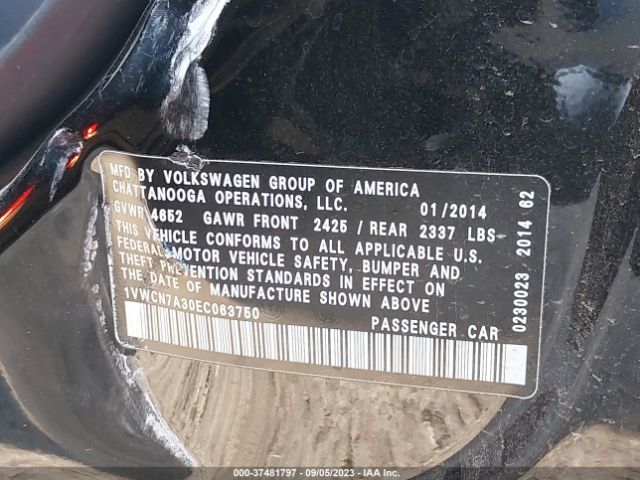 MFD BY VOLKSWAGEN GROUP OF AMERICA
CHATTANOOGA OPERATIONS, LLC. 01/2014
GVWR 4852 GAWR FRONT 2425 / REAR 2337 LBS
THIS VEHICLE CONFORMS TO ALL APPLICABLE U.S.
FEDERAL MOTOR VEHICLE SAFETY, BUMPER AND
THEFT PREVENTION STANDARDS IN EFFECT ON
THE DATE OF MANUFACTURE SHOWN ABOVE
1VWCN7A30EC063750
PASSENGER CAR
0230023 2014 62
000-37481797 - 09/05/2023 - IAA Inc.